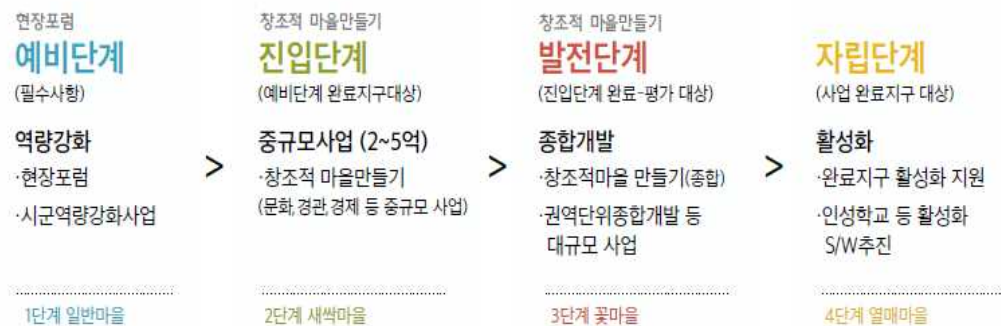 현장포럼
예비단계
(필수사항)
역량강화
·현장포럼
·시군역량강화사업
1단계 일반마을
>
창조적 마을만들기
진입단계
(예비단계 완료지구대상)
중규모사업 (2~5억)
·창조적 마을만들기
(문화,경관,경제 등 중규모 사업)
2단계 새싹마을
>
창조적 마을만들기
발전단계
(진입단계 완료-평가 대상)
종합개발
·창조적마을 만들기(종합)
·권역단위종합개발 등
대규모 사업
3단계 꽃마을
>
자립단계
(사업 완료지구 대상)
활성화
·완료지구 활성화 지원
·인성학교 등 활성화
S/W추진
4단계 열매마을